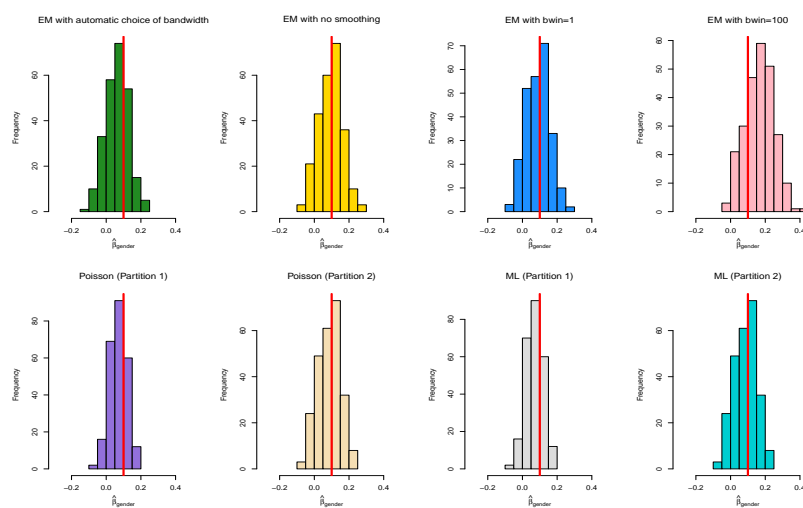 EM with automatic choice of bandwidth
Frequency
0 20 40 60
−0.2 0.0 0.2 0.4
β̂gender
EM with no smoothing
Frequency
0 20 40 60
−0.2 0.0 0.2 0.4
β̂gender
EM with bwin=1
Frequency
0 10 20 30 40 50 60 70
−0.2 0.0 0.2 0.4
β̂gender
EM with bwin=100
Frequency
0 10 20 30 40 50 60
−0.2 0.0 0.2 0.4
β̂gender
Poisson (Partition 1)
Frequency
0 20 40 60 80
−0.2 0.0 0.2 0.4
β̂gender
Poisson (Partition 2)
Frequency
0 20 40 60
−0.2 0.0 0.2 0.4
β̂gender
ML (Partition 1)
Frequency
0 20 40 60 80
−0.2 0.0 0.2 0.4
β̂gender
ML (Partition 2)
Frequency
0 20 40 60
−0.2 0.0 0.2 0.4
β̂gender